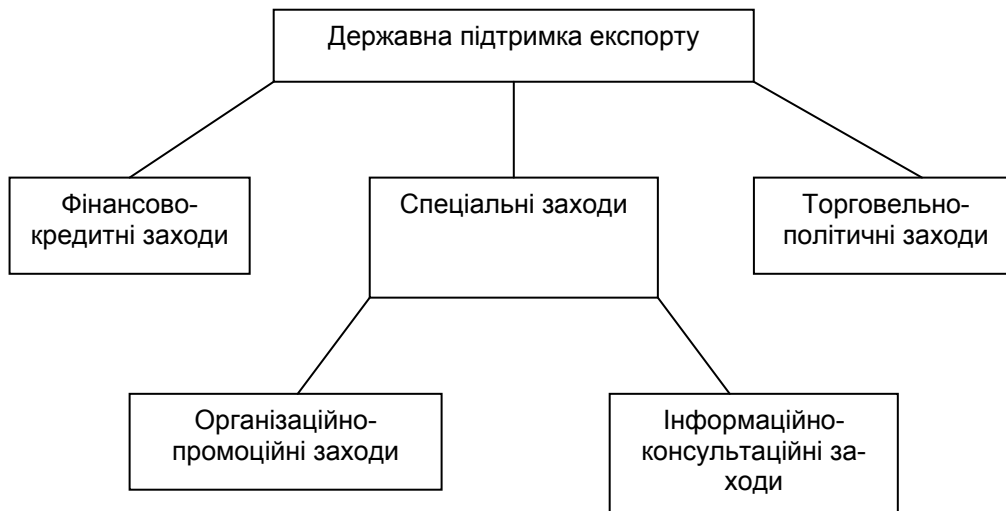 Державна підтримка експорту
Фінансово-
кредитні заходи
Спеціальні заходи
Торговельно-
політичні заходи
Організаційно-
промоційні заходи
Інформаційно-
консультаційні за-
ходи